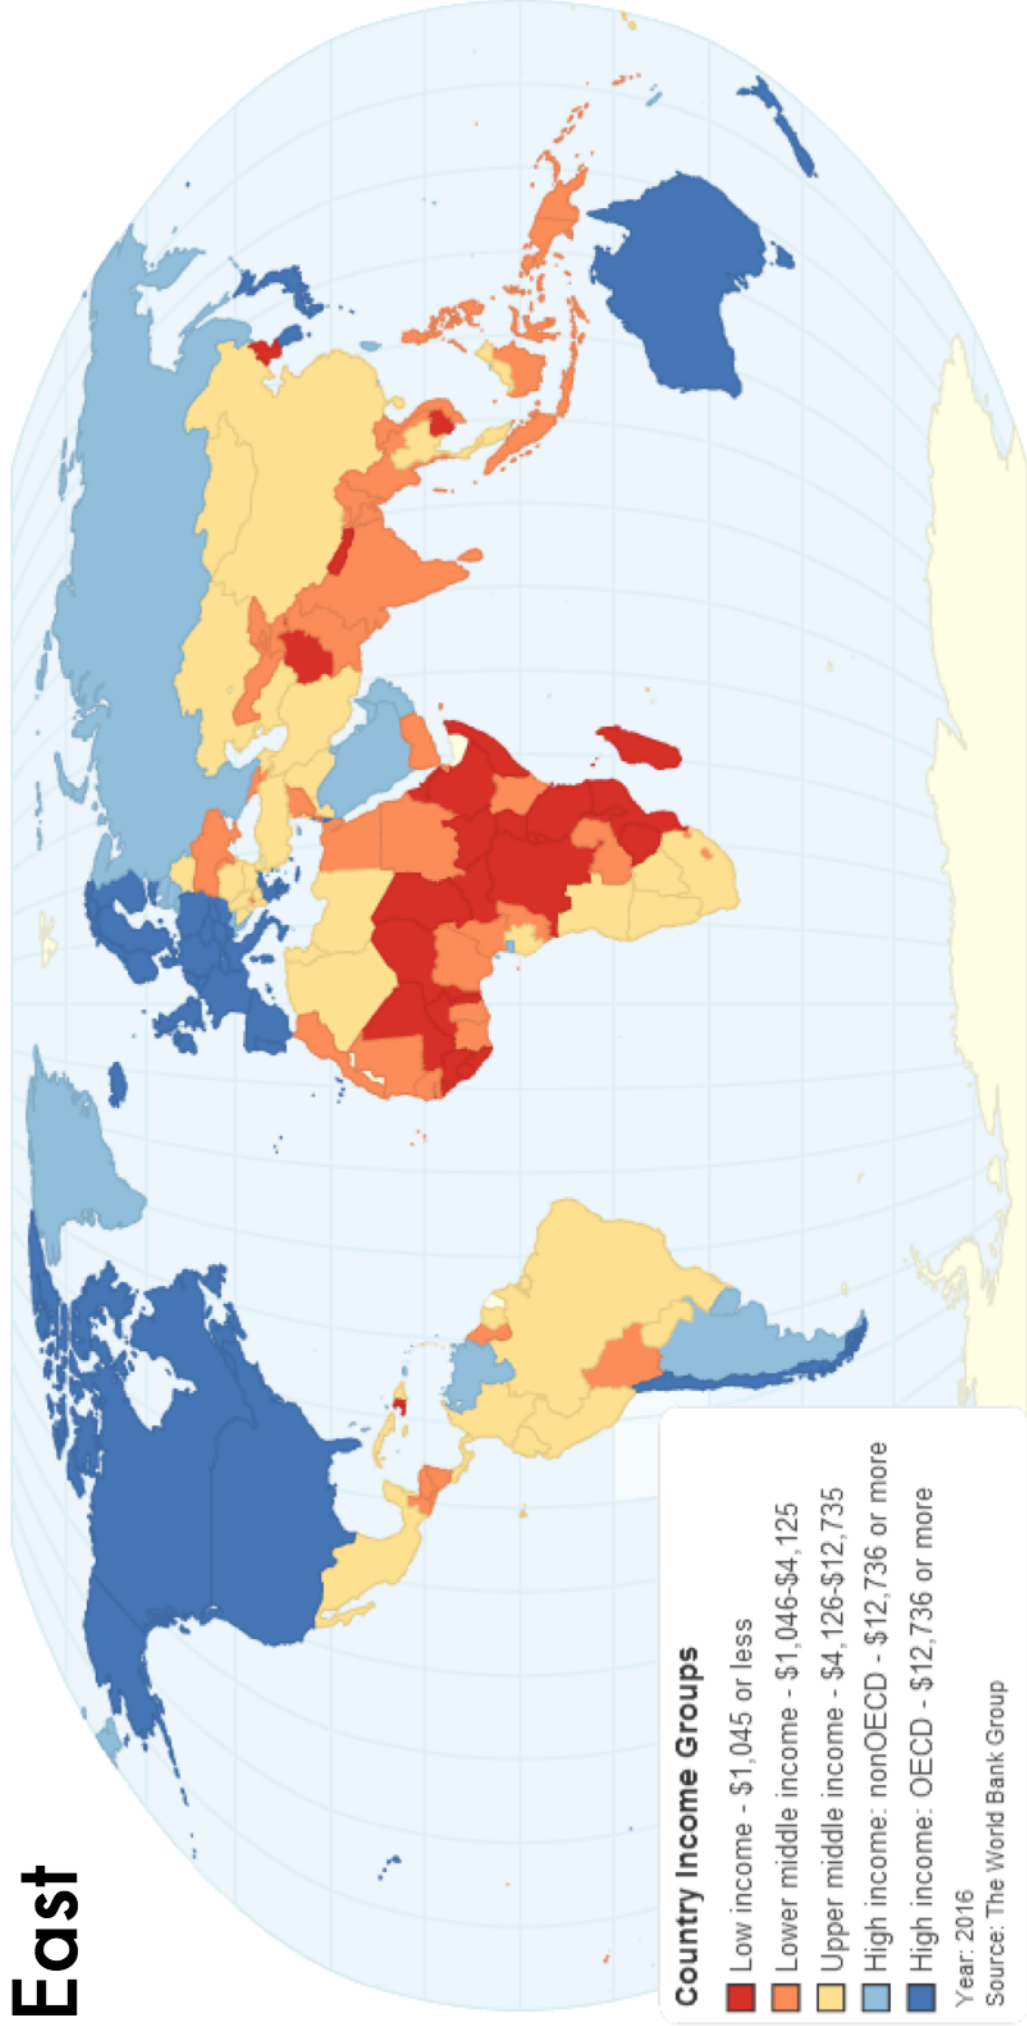 East
Country Income Groups
Low income - $1,045 or less
Lower middle income - $1,046-$4,125
Upper middle income - $4,126-$12,735
High income: nonOECD - $12,736 or more
High income: OECD - $12,736 or more
Year: 2016
Source: The World Bank Group